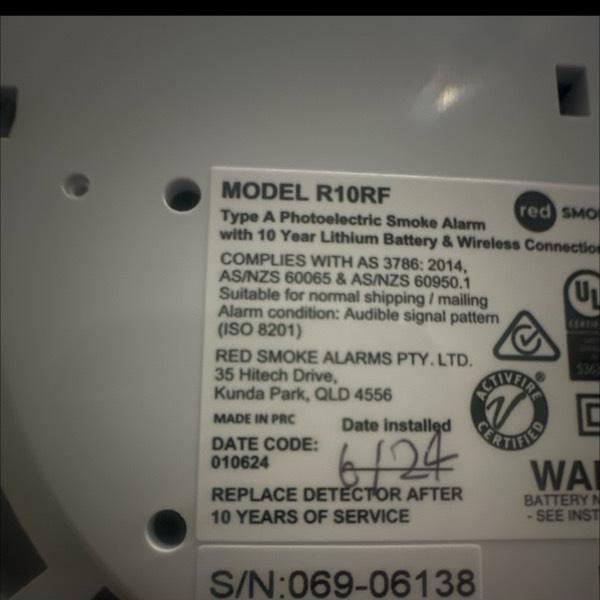 MODEL R10RF
red SMO
Type A Photoelectric Smoke Alarm
with 10 Year Lithium Battery & Wireless Connection
COMPLIES WITH AS 3786: 2014,
AS/NZS 60065 & AS/NZS 60950.1
Suitable for normal shipping / mailing
Alarm condition: Audible signal pattern
(ISO 8201)
UL
RED SMOKE ALARMS PTY. LTD.
35 Hitech Drive,
Kunda Park, QLD 4556
ACTIVFIRE®
CERTIFIED
MADE IN PRC
Date installed
DATE CODE:
010624
6/24
REPLACE DETECTOR AFTER
10 YEARS OF SERVICE
WAR
BATTERY N
- SEE INST
S/N:069-06138